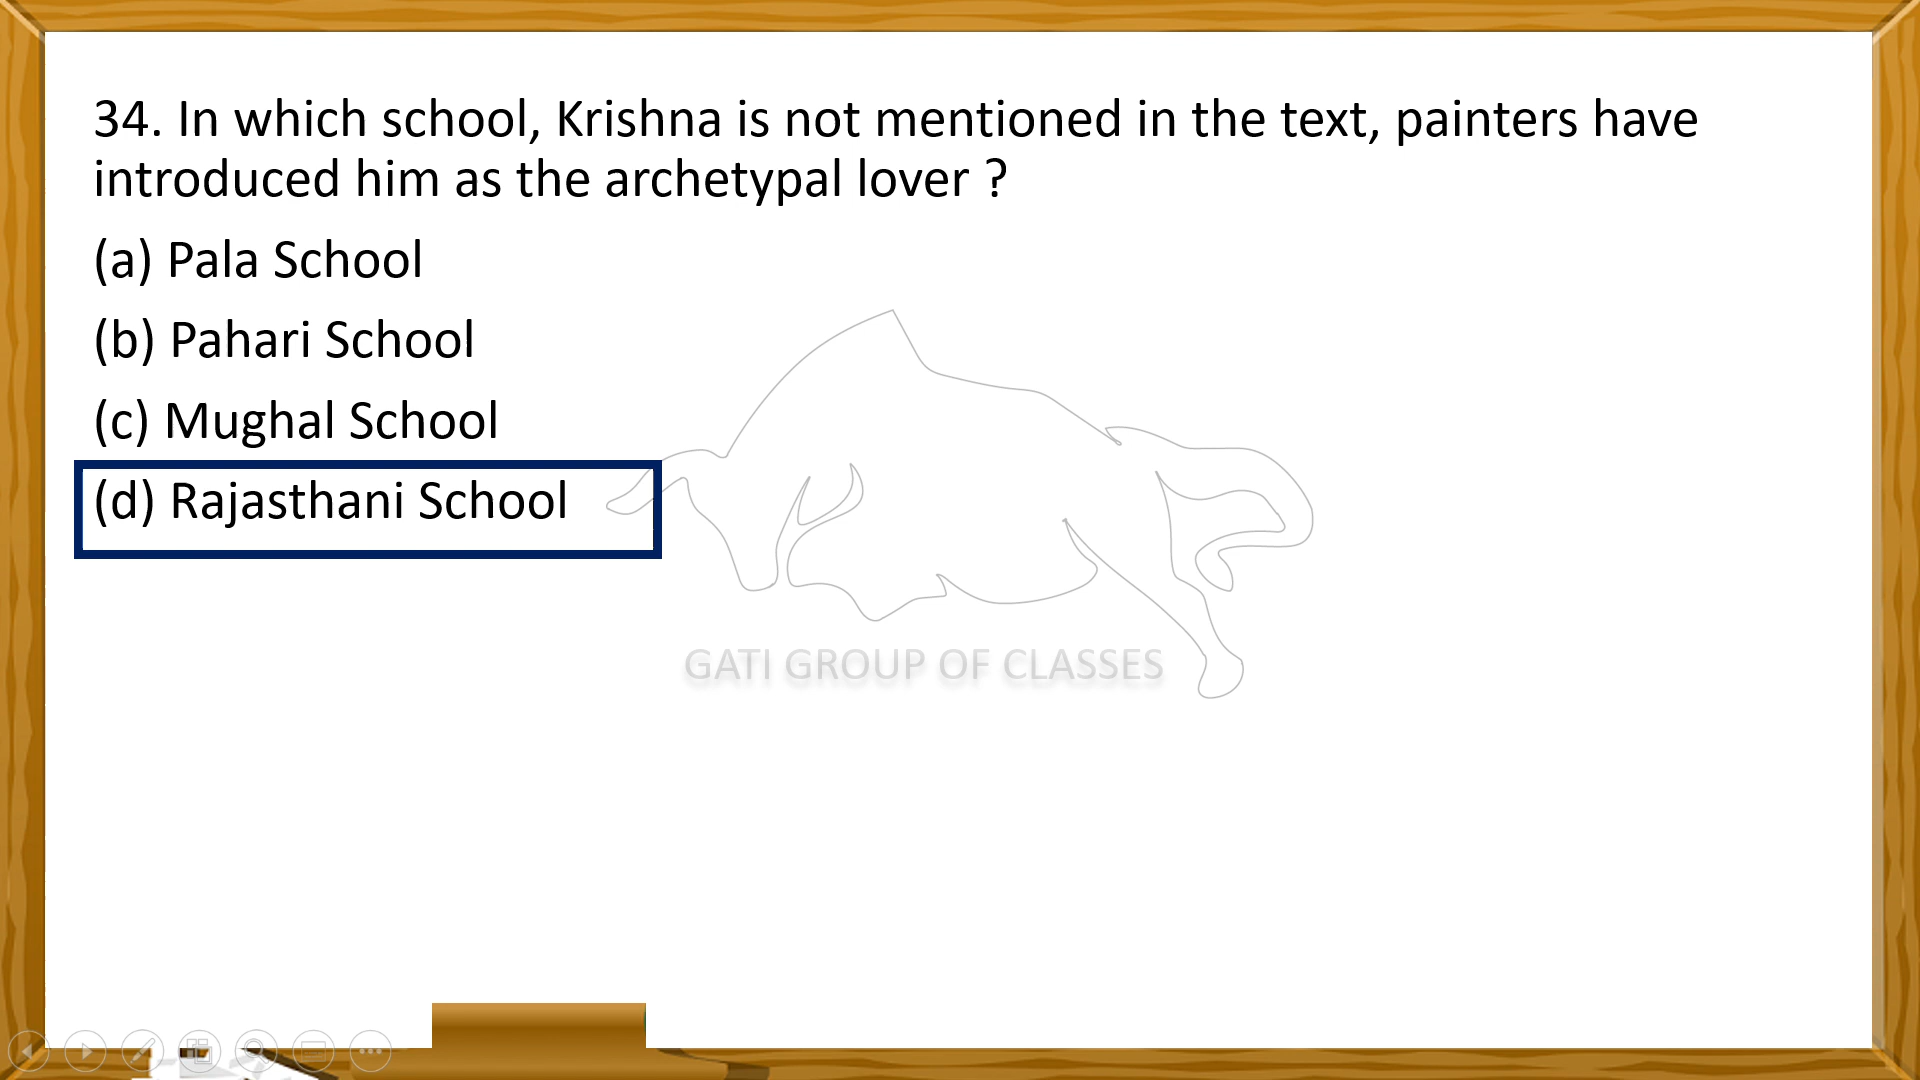 34. In which school, Krishna is not mentioned in the text, painters have
introduced him as the archetypal lover ?
(a) Pala School
(b) Pahari School
(c) Mughal School
(d) Rajasthani School
GATI GROUP OF CLASSES